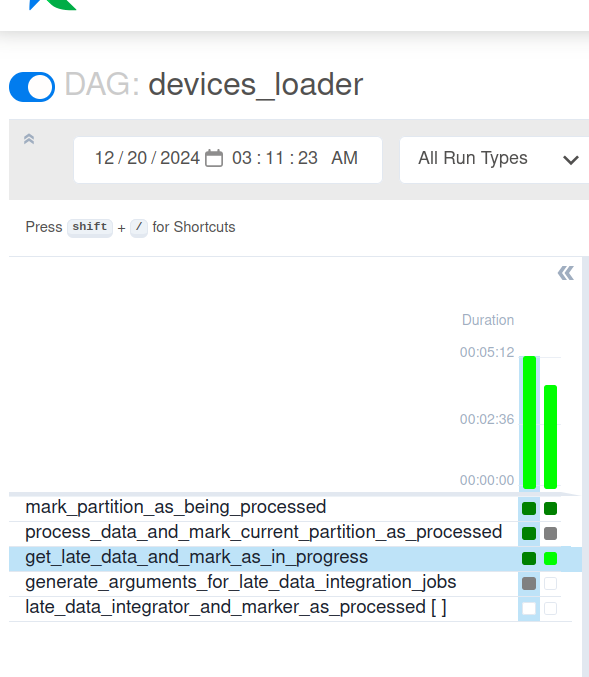 DAG: devices_loader
12 / 20 / 2024 03 : 11 : 23 AM
All Run Types
Press shift + / for Shortcuts
Duration
00:05:12
00:02:36
00:00:00
mark_partition_as_being_processed
process_data_and_mark_current_partition_as_processed
get_late_data_and_mark_as_in_progress
generate_arguments_for_late_data_integration_jobs
late_data_integrator_and_marker_as_processed [ ]